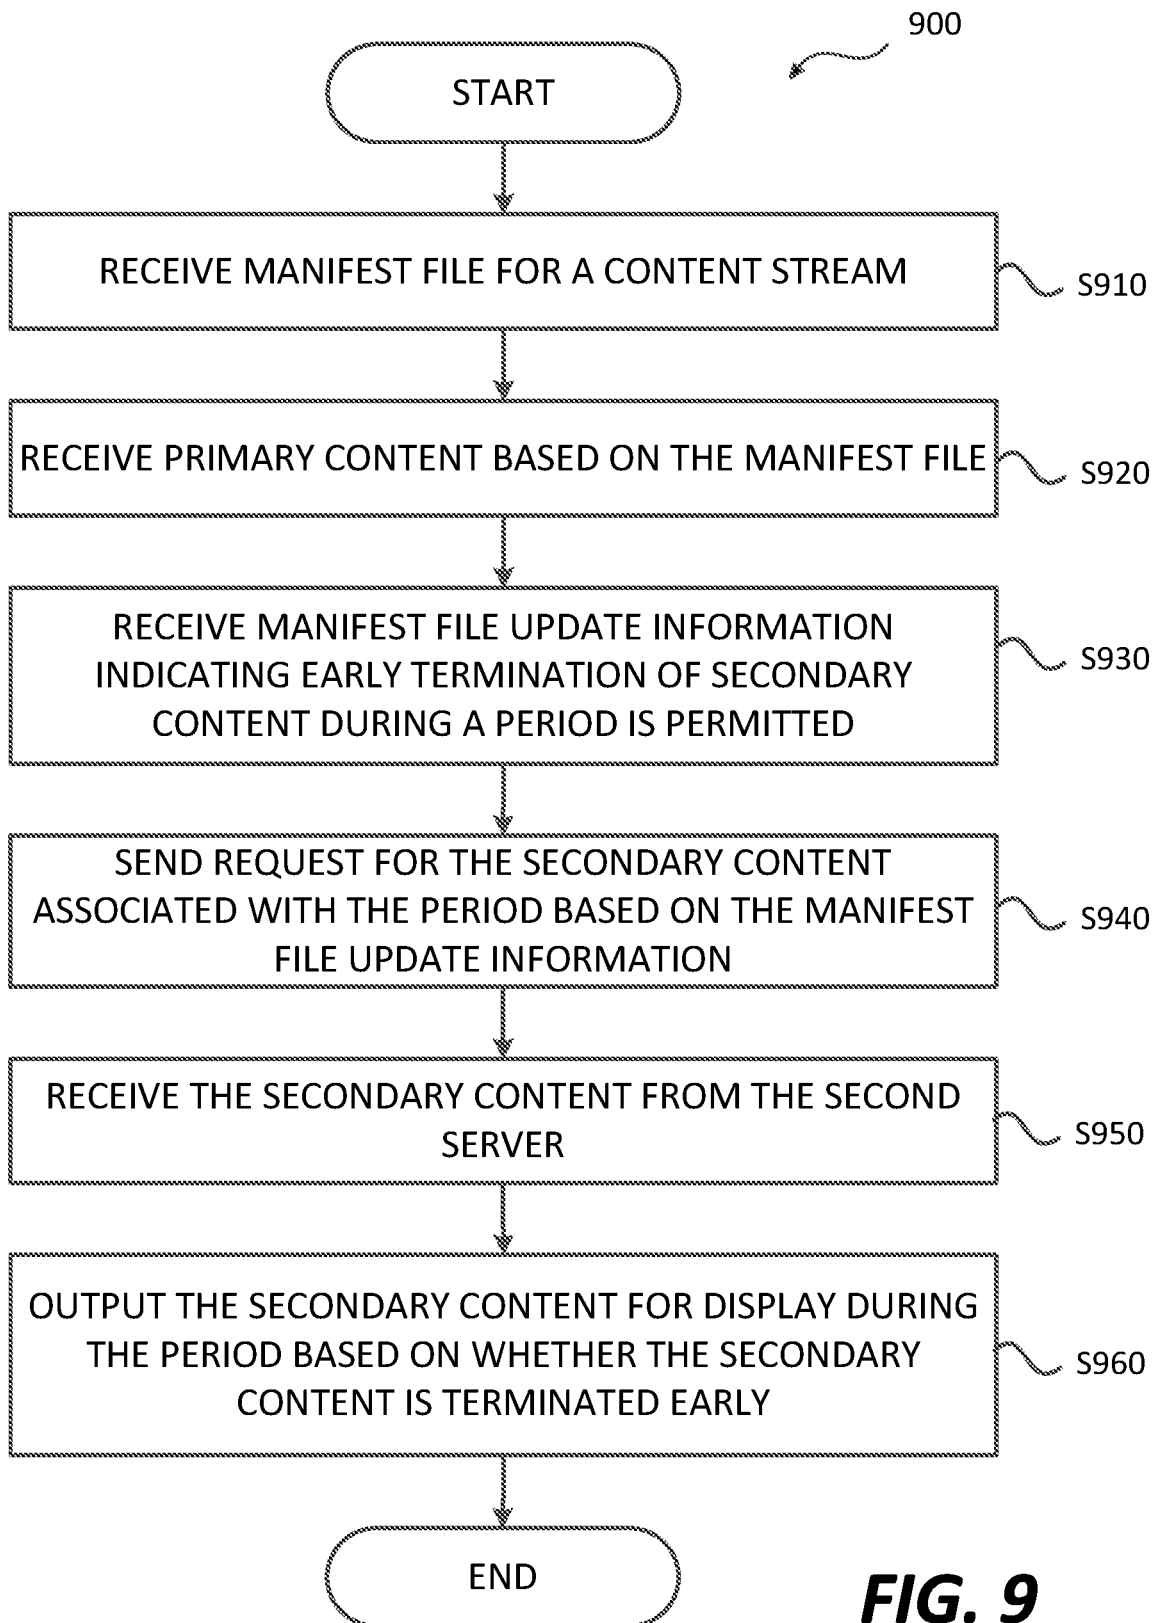 900
START
RECEIVE MANIFEST FILE FOR A CONTENT STREAM
S910
RECEIVE PRIMARY CONTENT BASED ON THE MANIFEST FILE
S920
RECEIVE MANIFEST FILE UPDATE INFORMATION
INDICATING EARLY TERMINATION OF SECONDARY
CONTENT DURING A PERIOD IS PERMITTED
S930
SEND REQUEST FOR THE SECONDARY CONTENT
ASSOCIATED WITH THE PERIOD BASED ON THE MANIFEST
FILE UPDATE INFORMATION
S940
RECEIVE THE SECONDARY CONTENT FROM THE SECOND
SERVER
S950
OUTPUT THE SECONDARY CONTENT FOR DISPLAY DURING
THE PERIOD BASED ON WHETHER THE SECONDARY
CONTENT IS TERMINATED EARLY
S960
END
FIG. 9